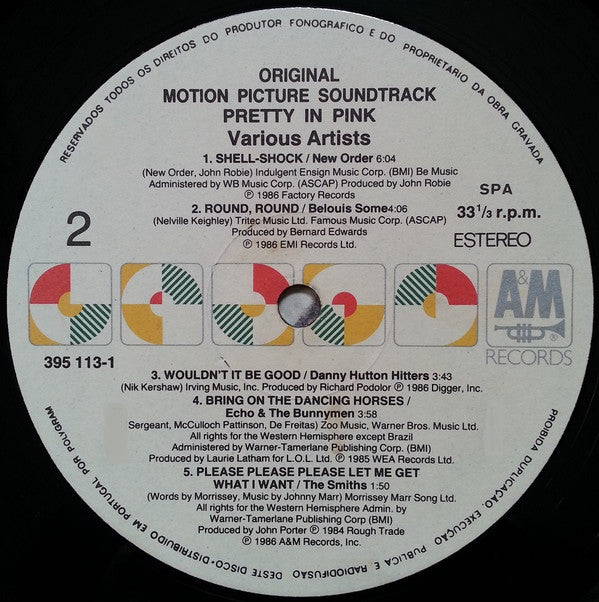 RESERVADOS TODOS OS DIREITOS DO PRODUTOR FONOGRAFICO E DO PROPRIETARIO DA OBRA GRAVADA
ORIGINAL
MOTION PICTURE SOUNDTRACK
PRETTY IN PINK
Various Artists
1. SHELL-SHOCK / New Order 6:04
(New Order, John Robie) Indulgent Ensign Music Corp. (BMI) Be Music
Administered by WB Music Corp. (ASCAP) Produced by John Robie
℗ 1986 Factory Records
2. ROUND, ROUND / Belouis Some 4:06
(Nelville Keighley) Tritec Music Ltd. Famous Music Corp. (ASCAP)
Produced by Bernard Edwards
℗ 1986 EMI Records Ltd.
2
SPA
33 1/3 r.p.m.
ESTEREO
A&M
RECORDS
395 113-1
3. WOULDN'T IT BE GOOD / Danny Hutton Hitters 3:43
(Nik Kershaw) Irving Music, Inc. Produced by Richard Podolor ℗ 1986 Digger, Inc.
4. BRING ON THE DANCING HORSES /
Echo & The Bunnymen 3:58
Sergeant, McCulloch Pattinson, De Freitas) Zoo Music, Warner Bros. Music Ltd.
All rights for the Western Hemisphere except Brazil
Administered by Warner-Tamerlane Publishing Corp. (BMI)
Produced by Laurie Latham for L.O.L. Ltd. ℗ 1985 WEA Records Ltd.
5. PLEASE PLEASE PLEASE LET ME GET
WHAT I WANT / The Smiths 1:50
(Words by Morrissey, Music by Johnny Marr) Morrissey Marr Song Ltd.
All rights for the Western Hemisphere Admin. by
Warner-Tamerlane Publishing Corp (BMI)
Produced by John Porter ℗ 1984 Rough Trade
℗ 1986 A&M Records, Inc.
PROIBIDA DUPLICAÇÃO, EXECUÇÃO PUBLICA E RADIODIFUSÃO DESTE DISCO • DISTRIBUIDO EM PORTUGAL POR POLYGRAM